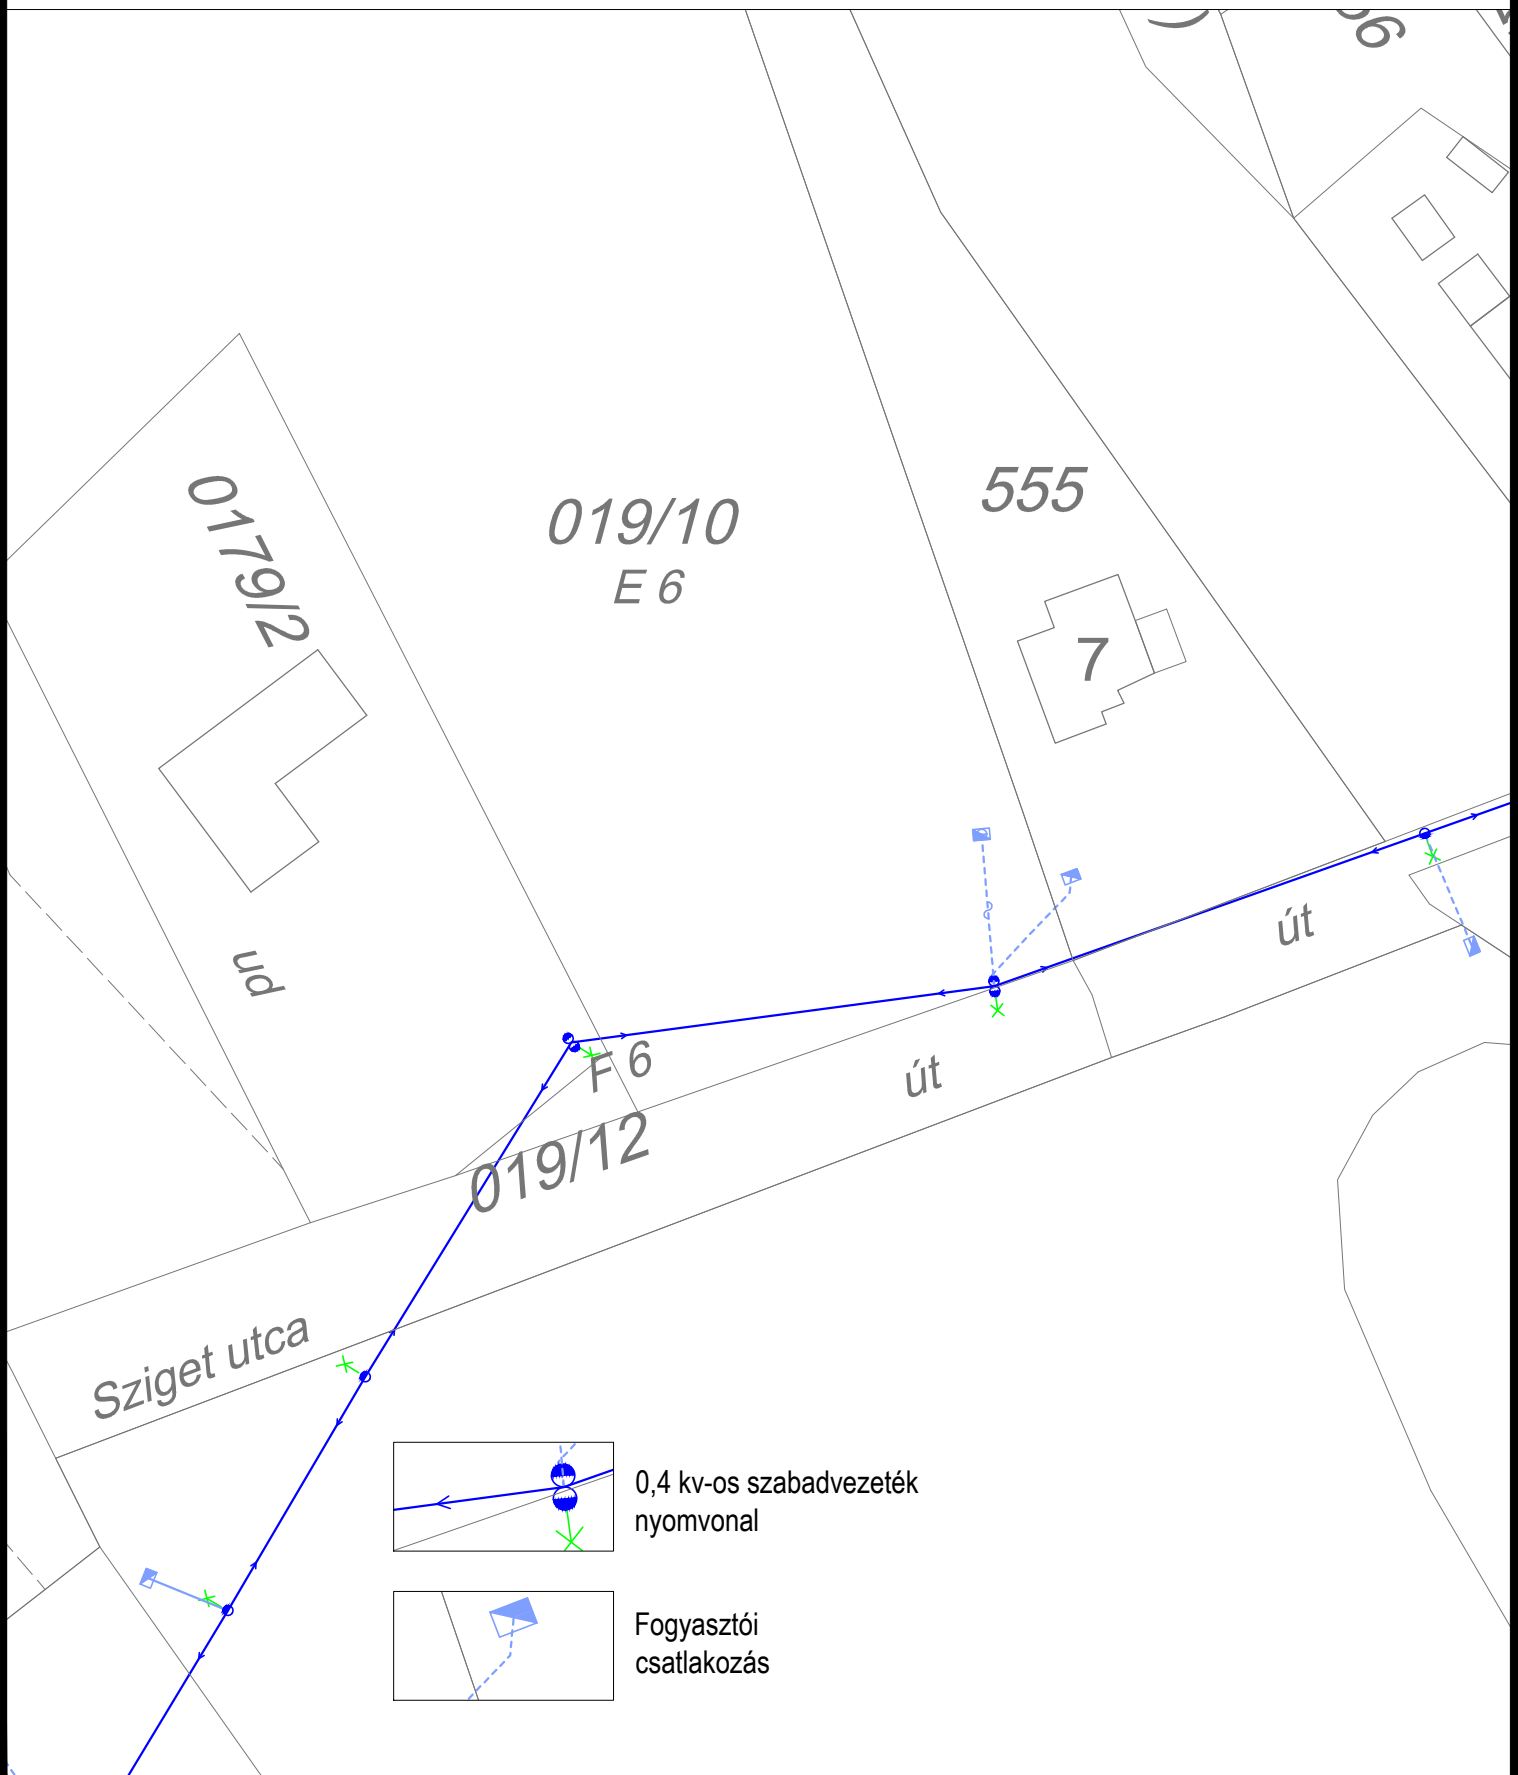 56
0179/2
019/10
E 6
555
7
ud
út
F 6
út
019/12
Sziget utca
0,4 kv-os szabadvezeték
nyomvonal
Fogyasztói
csatlakozás